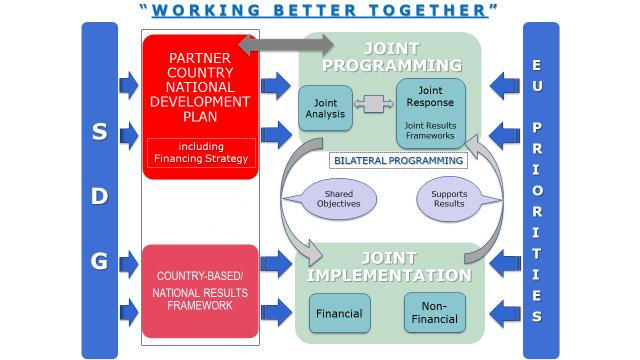 “WORKING BETTER TOGETHER”
S
D
G
PARTNER
COUNTRY
NATIONAL
DEVELOPMENT
PLAN
including
Financing Strategy
COUNTRY-BASED/
NATIONAL RESULTS
FRAMEWORK
JOINT
PROGRAMMING
Joint
Analysis
Joint
Response
Joint Results
Frameworks
BILATERAL PROGRAMMING
Shared
Objectives
Supports
Results
JOINT
IMPLEMENTATION
Financial
Non-
Financial
E
U
P
R
I
O
R
I
T
I
E
S